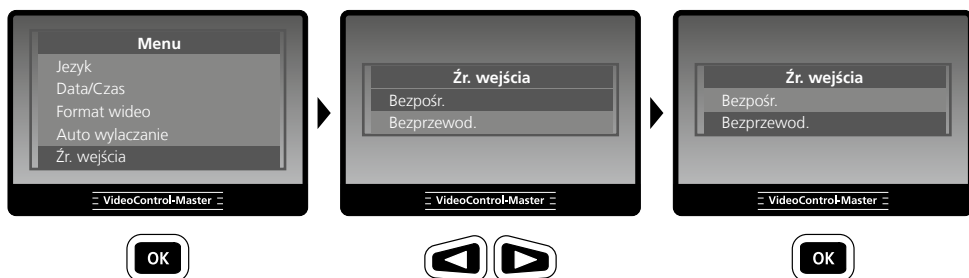 Menu
Jezyk
Data/Czas
Format wideo
Auto wylaczanie
Źr. wejścia
VideoControl-Master
OK
Źr. wejścia
Bezpośr.
Bezprzewod.
VideoControl-Master
Źr. wejścia
Bezpośr.
Bezprzewod.
VideoControl-Master
OK